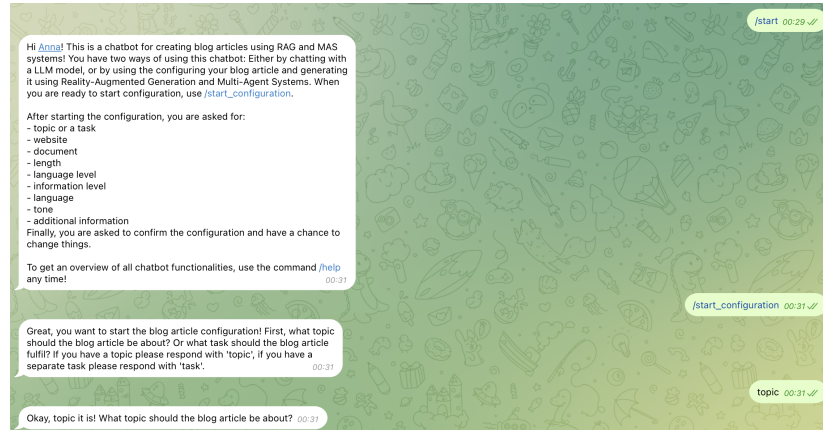 /start 00:29
Hi Anna! This is a chatbot for creating blog articles using RAG and MAS
systems! You have two ways of using this chatbot: Either by chatting with
a LLM model, or by using the configuring your blog article and generating
it using Reality-Augmented Generation and Multi-Agent Systems. When
you are ready to start configuration, use /start_configuration.
After starting the configuration, you are asked for:
- topic or a task
- website
- document
- length
- language level
- information level
- language
- tone
- additional information
Finally, you are asked to confirm the configuration and have a chance to
change things.
To get an overview of all chatbot functionalities, use the command /help
any time! 00:31
/start_configuration 00:31
Great, you want to start the blog article configuration! First, what topic
should the blog article be about? Or what task should the blog article
fulfil? If you have a topic please respond with 'topic', if you have a
separate task please respond with 'task'. 00:31
topic 00:31
Okay, topic it is! What topic should the blog article be about? 00:31